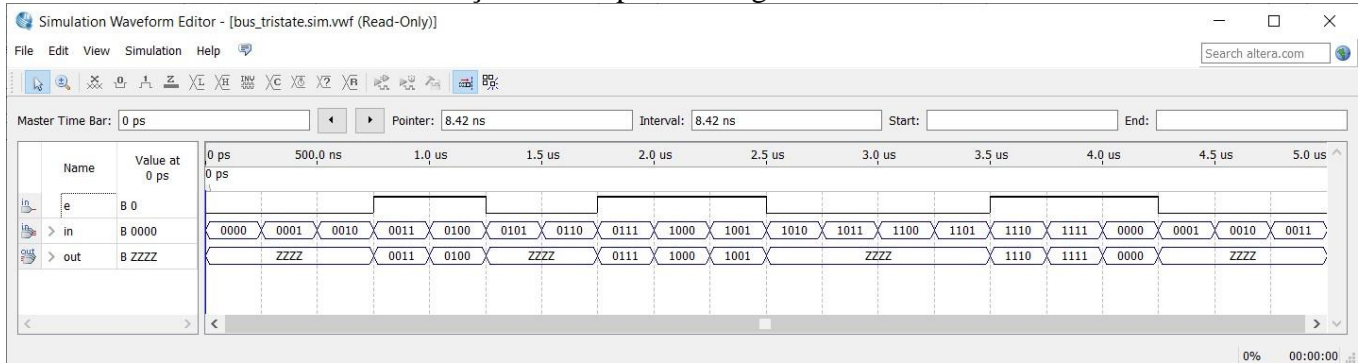 Simulation Waveform Editor - [bus_tristate.sim.vwf (Read-Only)]
File Edit View Simulation Help
Search altera.com
Master Time Bar: 0 ps Pointer: 8.42 ns Interval: 8.42 ns Start: End:
Name Value at 0 ps
0 ps 500,0 ns 1.0 us 1.5 us 2.0 us 2.5 us 3.0 us 3.5 us 4.0 us 4.5 us 5.0 us
0 ps
e B 0
in B 0000 0000 0001 0010 0011 0100 0101 0110 0111 1000 1001 1010 1011 1100 1101 1110 1111 0000 0001 0010 0011
out B ZZZZ ZZZZ 0011 0100 ZZZZ 0111 1000 1001 ZZZZ 1110 1111 0000 ZZZZ
0% 00:00:00